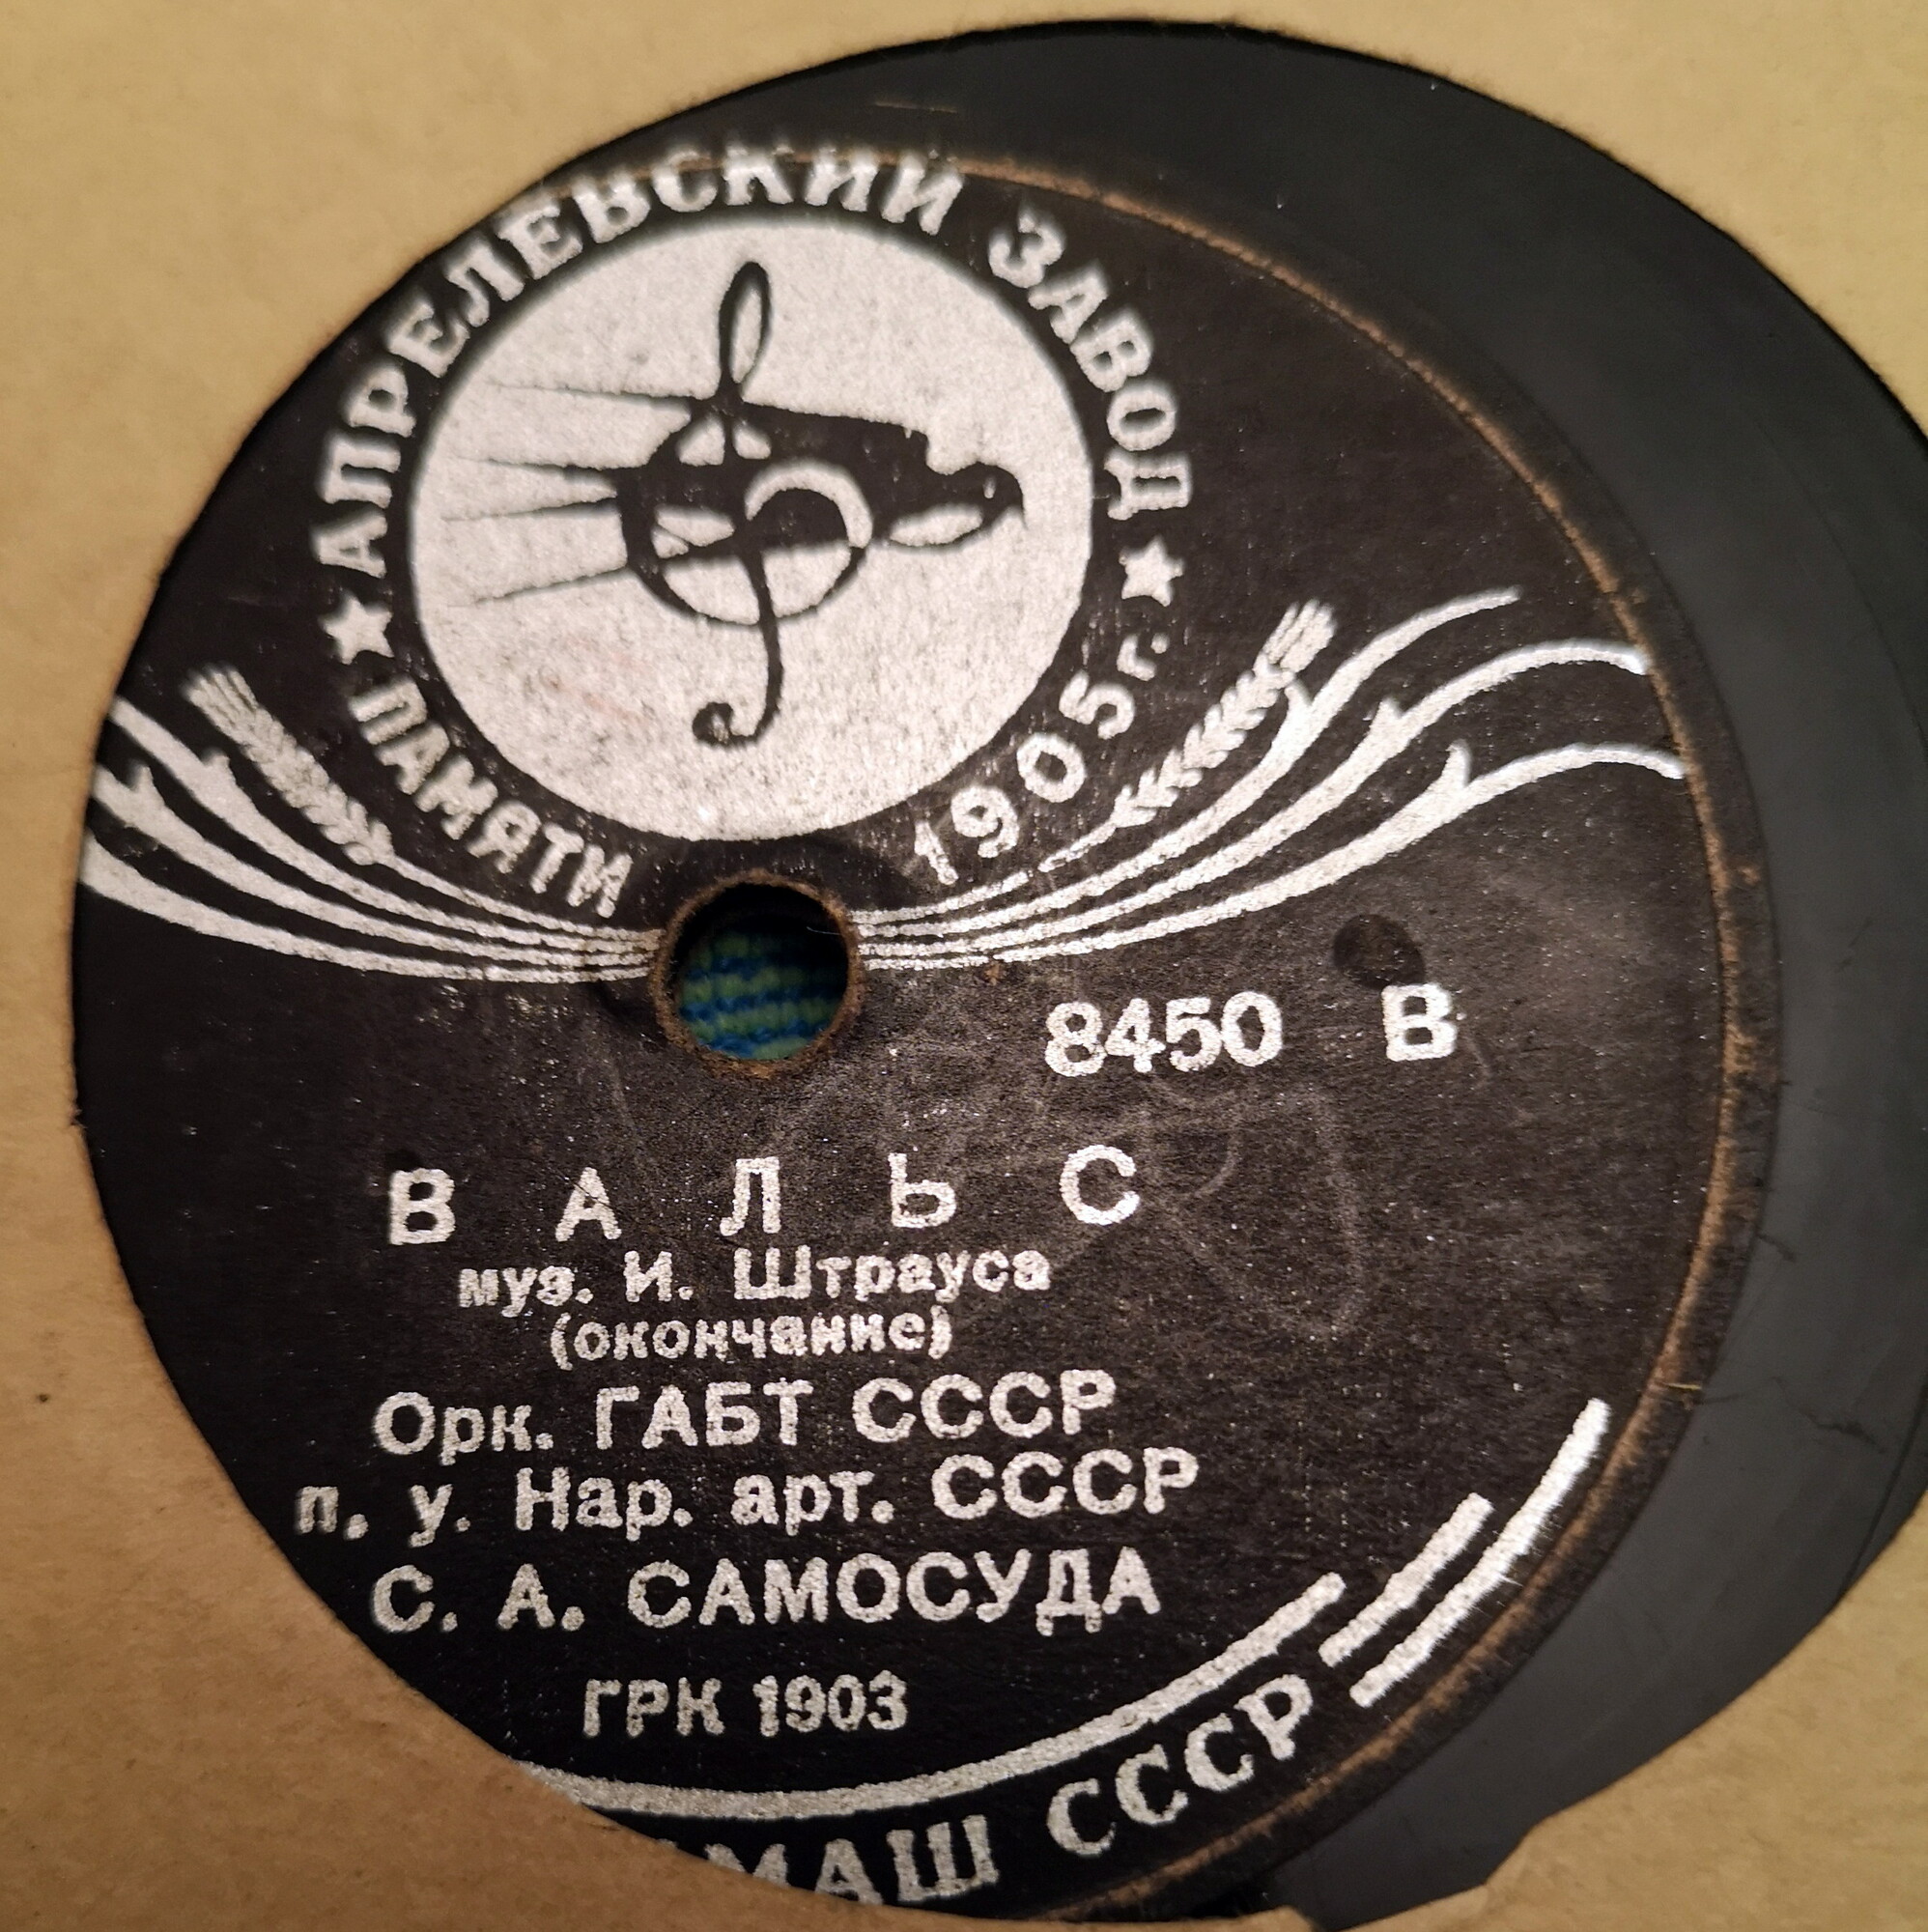 АПРЕЛЕВСКИЙ ЗАВОД
ПАМЯТИ 1905 г.
8450 В
ВАЛЬС
муз. И. Штрауса
(окончание)
Орк. ГАБТ СССР
п. у. Нар. арт. СССР
С. А. САМОСУДА
ГРК 1903
СССР